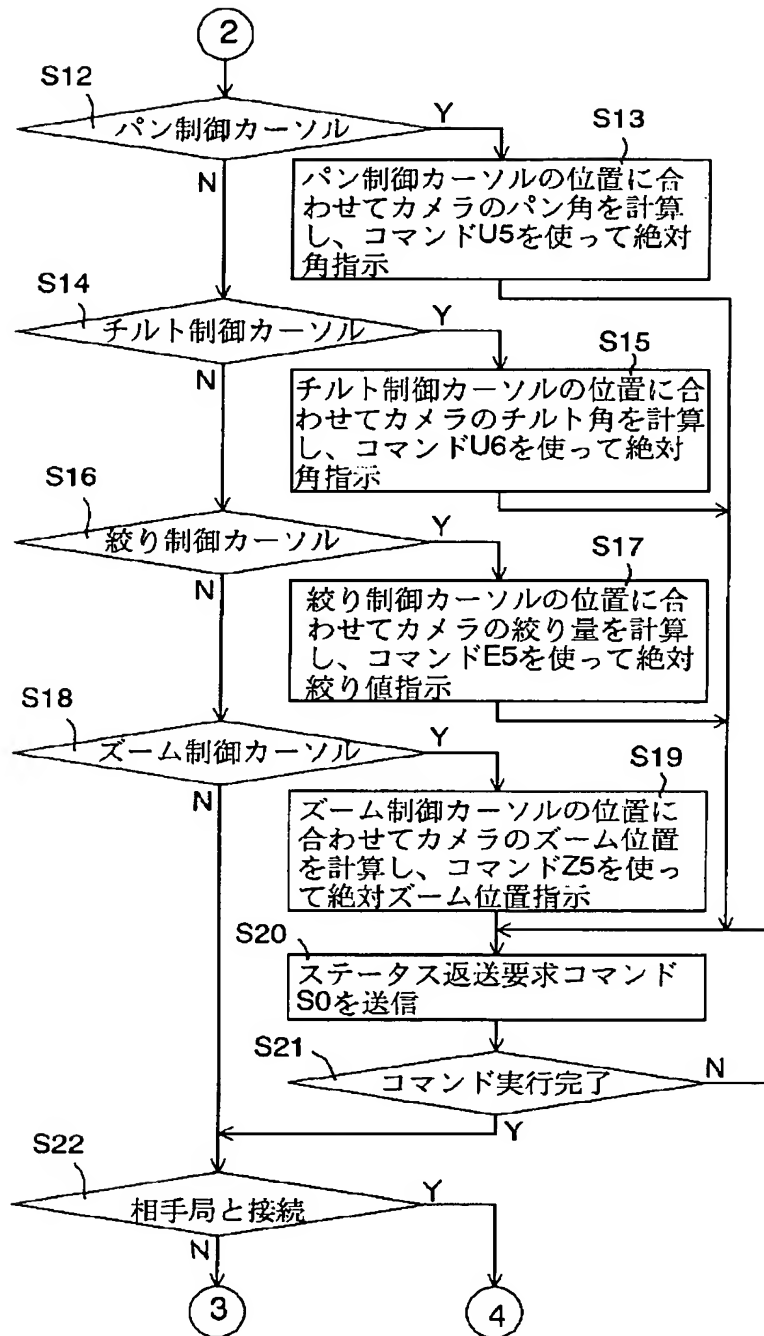 2
S12
パン制御カーソル
Y
N
S13
パン制御カーソルの位置に合
わせてカメラのパン角を計算
し、コマンドU5を使って絶対
角指示
S14
チルト制御カーソル
Y
N
S15
チルト制御カーソルの位置に合
わせてカメラのチルト角を計算
し、コマンドU6を使って絶対
角指示
S16
絞り制御カーソル
Y
N
S17
絞り制御カーソルの位置に合
わせてカメラの絞り量を計算
し、コマンドE5を使って絶対
絞り値指示
S18
ズーム制御カーソル
Y
N
S19
ズーム制御カーソルの位置に
合わせてカメラのズーム位置
を計算し、コマンドZ5を使っ
て絶対ズーム位置指示
S20
ステータス返送要求コマンド
S0を送信
S21
コマンド実行完了
N
Y
S22
相手局と接続
Y
N
3
4